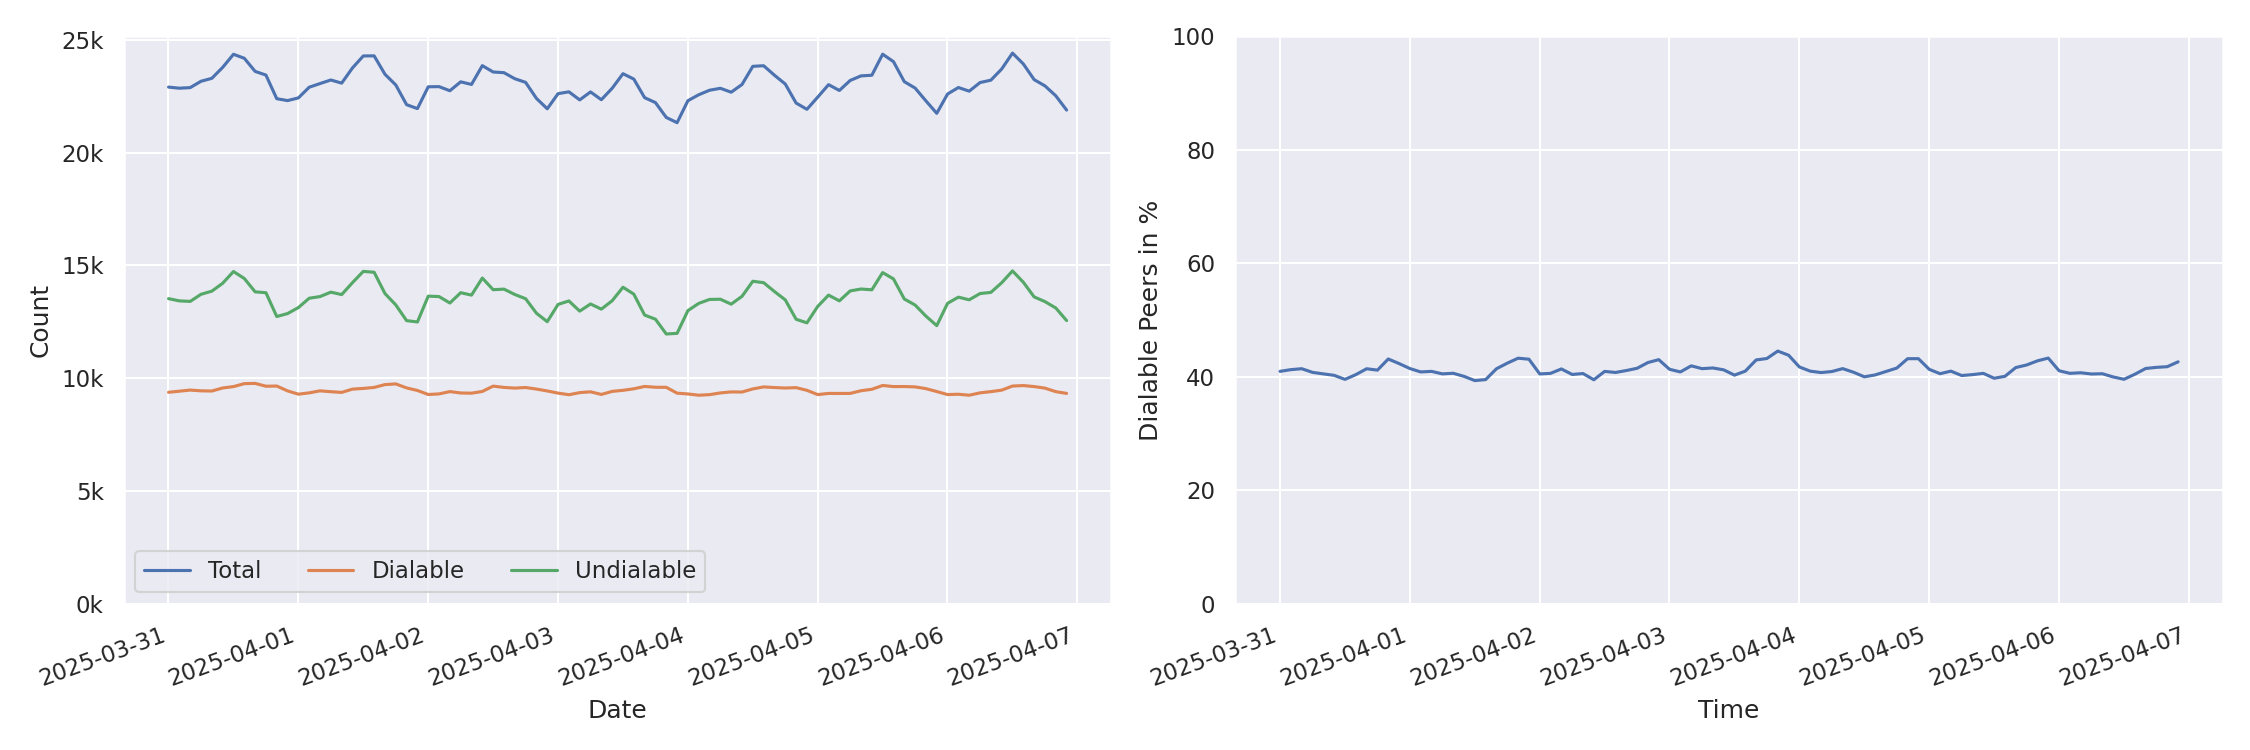 25k
20k
15k
10k
5k
0k
Count
Total
Dialable
Undialable
2025-03-31
2025-04-01
2025-04-02
2025-04-03
2025-04-04
2025-04-05
2025-04-06
2025-04-07
Date
100
80
60
40
20
0
Dialable Peers in %
2025-03-31
2025-04-01
2025-04-02
2025-04-03
2025-04-04
2025-04-05
2025-04-06
2025-04-07
Time